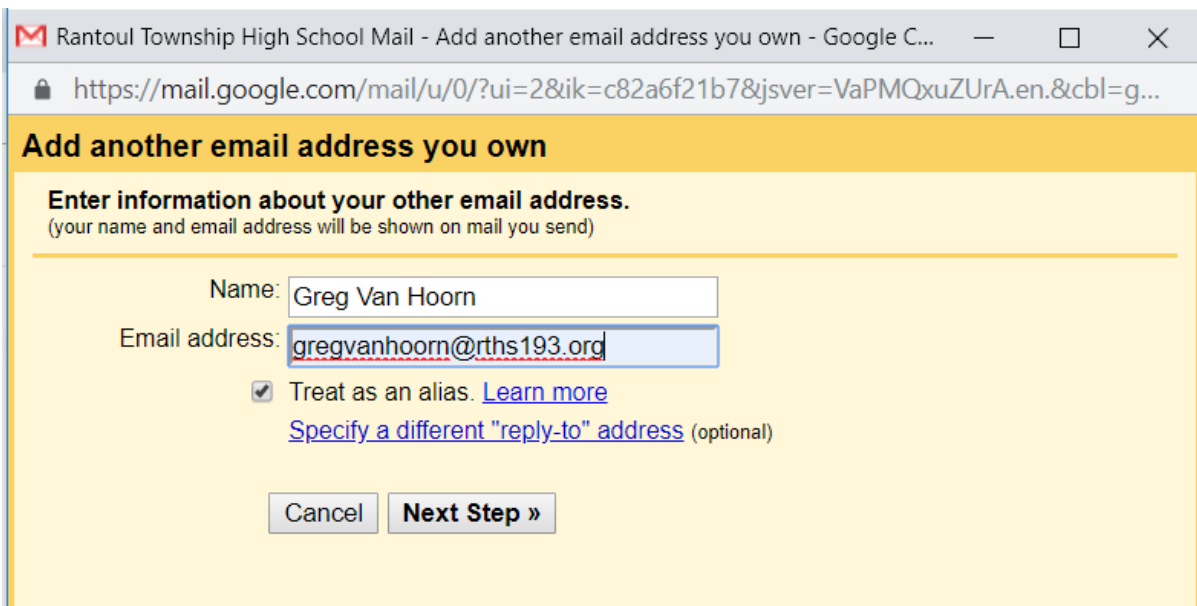 Rantoul Township High School Mail - Add another email address you own - Google C...
https://mail.google.com/mail/u/0/?ui=2&ik=c82a6f21b7&jsver=VaPMQxuZUrA.en.&cbl=g...
Add another email address you own
Enter information about your other email address.
(your name and email address will be shown on mail you send)
Name: Greg Van Hoorn
Email address: gregvanhoorn@rths193.org
Treat as an alias. Learn more
Specify a different "reply-to" address (optional)
Cancel Next Step »